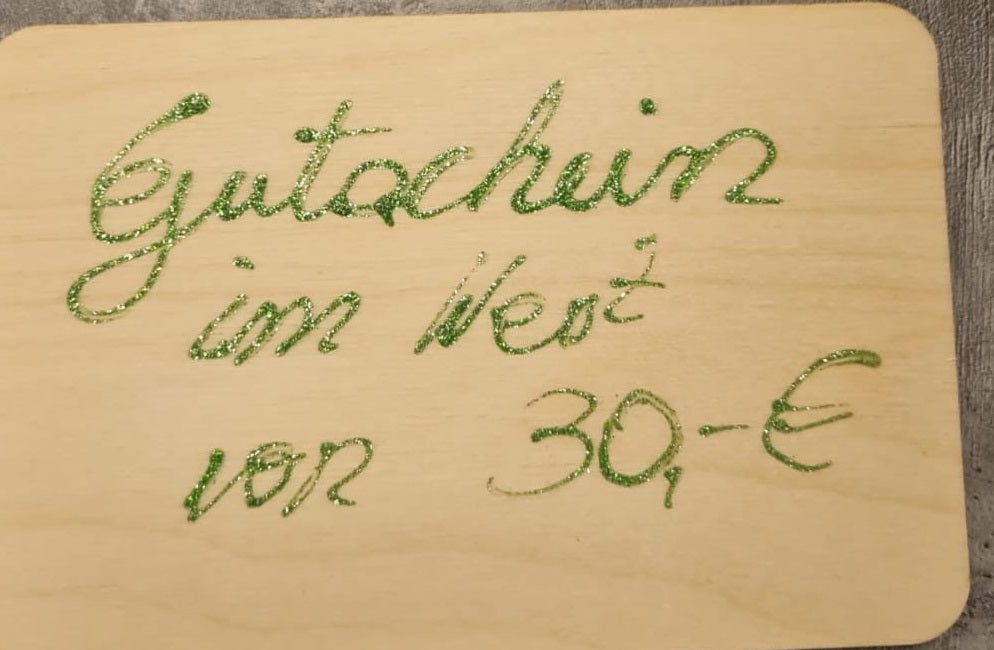 Gutschein
im Wert
von 30,-€